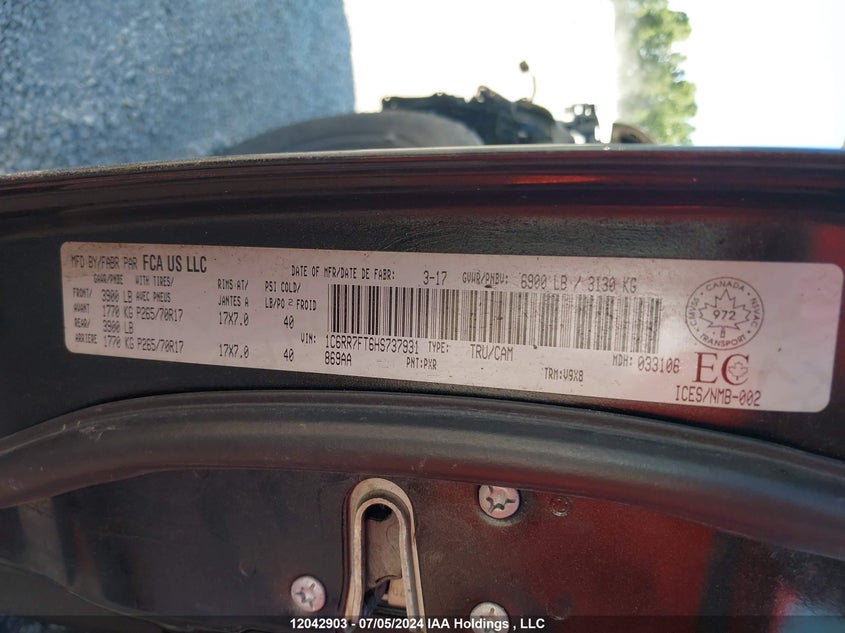 MFD BY/FABR PAR FCA US LLC
DATE OF MFR/DATE DE FABR: 3-17 GVWR/PNBV: 6900 LB / 3130 KG
GAWR/PNBE WITH TIRES/ RIMS AT/ PSI COLD/
AVEC PNEUS JANTES A LB/PO² FROID
FRONT/ 3900 LB
AVANT 1770 KG P265/70R17 17X7.0 40
REAR/ 3900 LB
ARRIERE 1770 KG P265/70R17 17X7.0 40
VIN: 1C6RR7FT6HS737931 TYPE: TRU/CAM MDH: 033106
869AA PNT:PXR TRM:V9X8
CMVSS CANADA NVAC
972
TRANSPORT
EC
ICES/NMB-002
12042903 - 07/05/2024 IAA Holdings , LLC